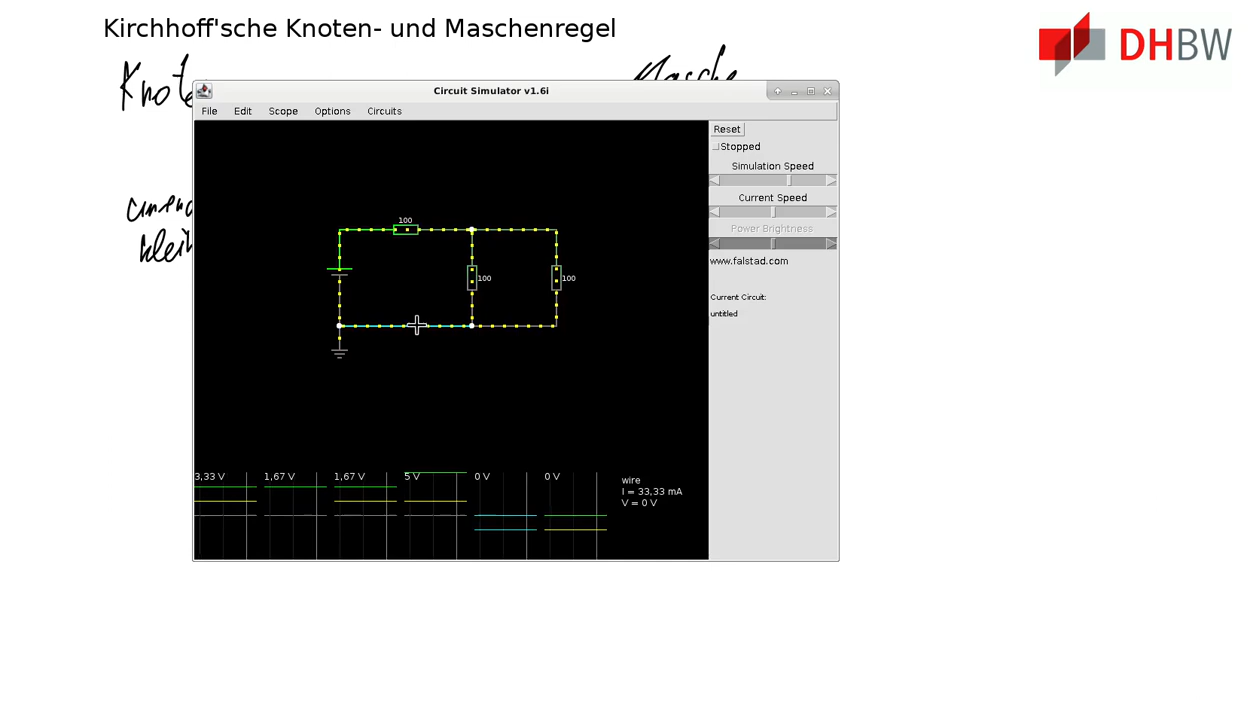 Kirchhoff'sche Knoten- und Maschenregel
DHBW
Masche
Circuit Simulator v1.6i
File Edit Scope Options Circuits
Reset
Stopped
Simulation Speed
Current Speed
Power Brightness
www.falstad.com
Current Circuit:
untitled
100
100
100
3,33 V 1,67 V 1,67 V 5 V 0 V 0 V
wire
I = 33,33 mA
V = 0 V